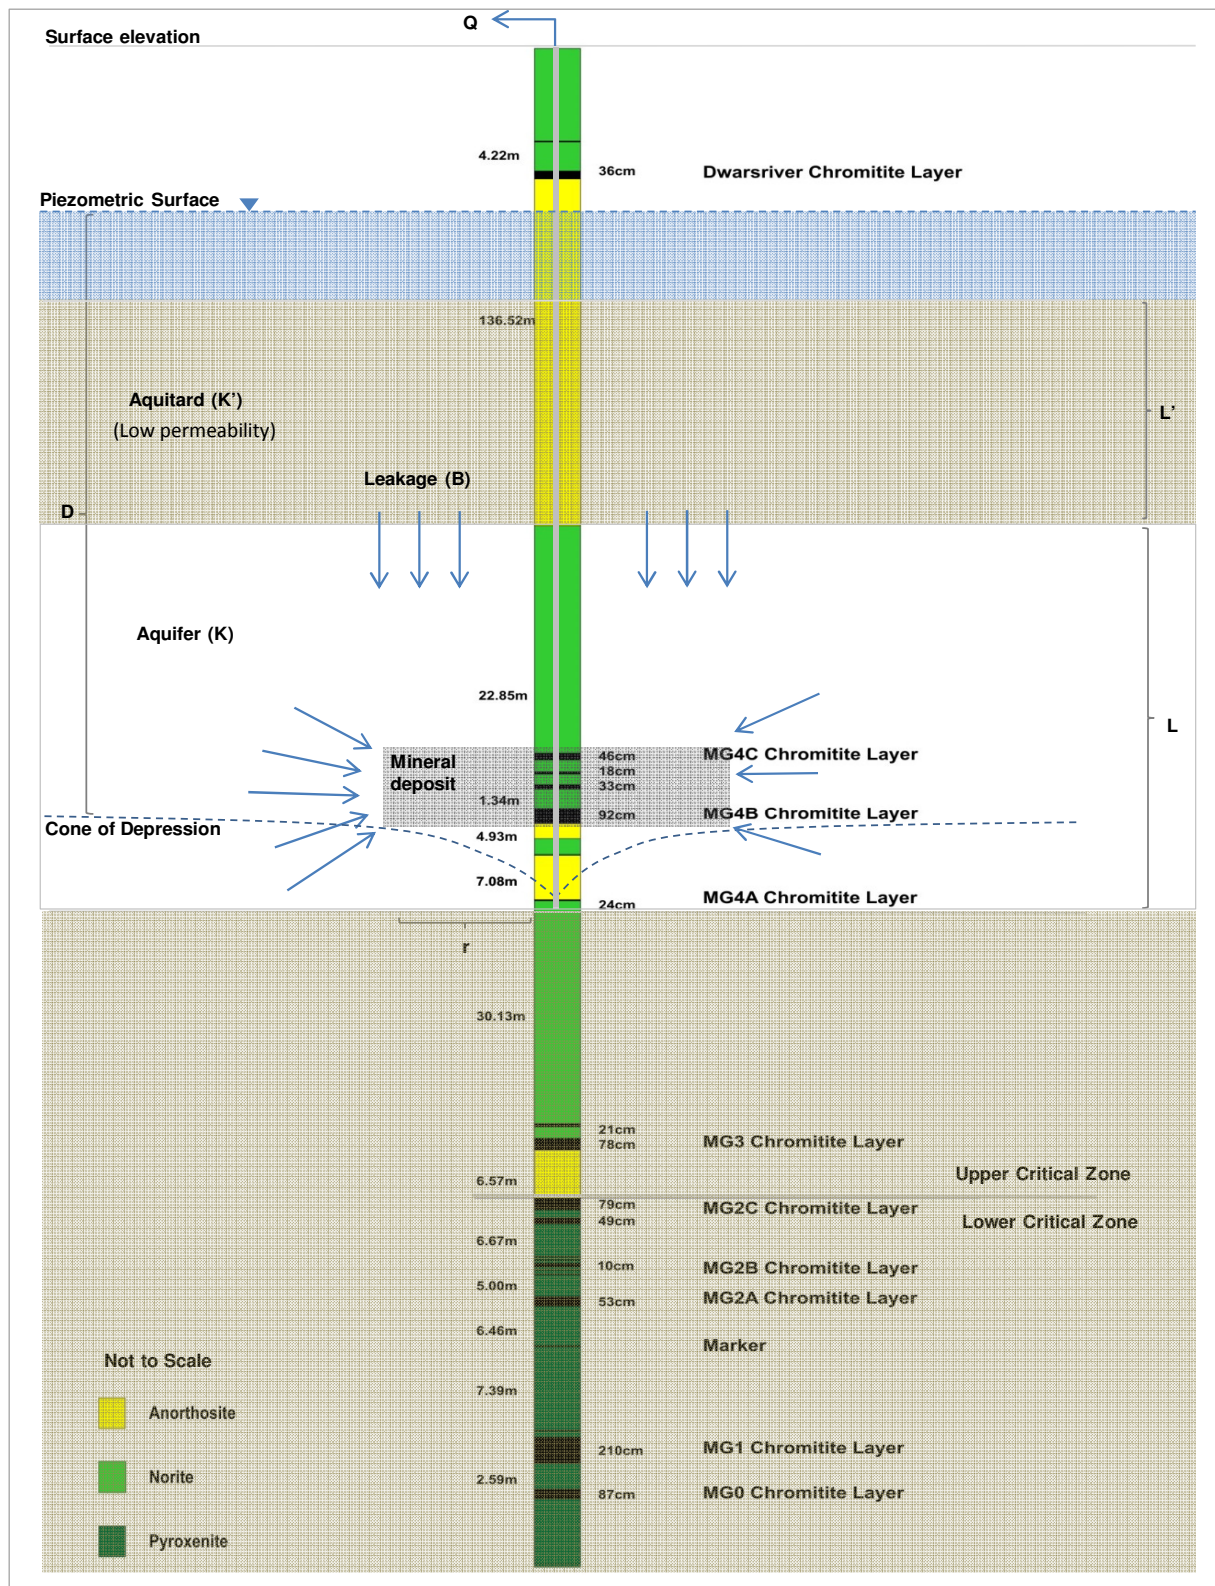 Q
Surface elevation
4.22m
36cm
Dwarsriver Chromitite Layer
Piezometric Surface
136.52m
Aquitard (K’)
(Low permeability)
L’
Leakage (B)
D
Aquifer (K)
22.85m
L
MG4C Chromitite Layer
46cm
Mineral
deposit
18cm
33cm
1.34m
92cm
MG4B Chromitite Layer
Cone of Depression
4.93m
7.08m
24cm
MG4A Chromitite Layer
r
30.13m
21cm
78cm
MG3 Chromitite Layer
6.57m
Upper Critical Zone
79cm
MG2C Chromitite Layer
49cm
Lower Critical Zone
6.67m
10cm
MG2B Chromitite Layer
5.00m
53cm
MG2A Chromitite Layer
6.46m
Marker
Not to Scale
7.39m
Anorthosite
210cm
MG1 Chromitite Layer
Norite
2.59m
87cm
MG0 Chromitite Layer
Pyroxenite